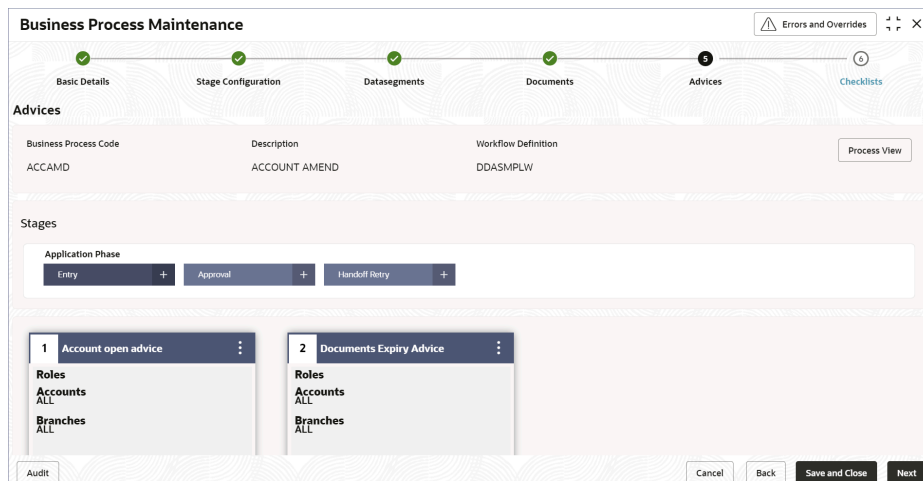 Business Process Maintenance
Errors and Overrides
5
6
Basic Details
Stage Configuration
Datasegments
Documents
Advices
Checklists
Advices
Business Process Code
Description
Workflow Definition
Process View
ACCAMD
ACCOUNT AMEND
DDASMPLW
Stages
Application Phase
Entry +
Approval +
Handoff Retry +
1 Account open advice
2 Documents Expiry Advice
Roles
Roles
Accounts
Accounts
ALL
ALL
Branches
Branches
ALL
ALL
Audit
Cancel
Back
Save and Close
Next